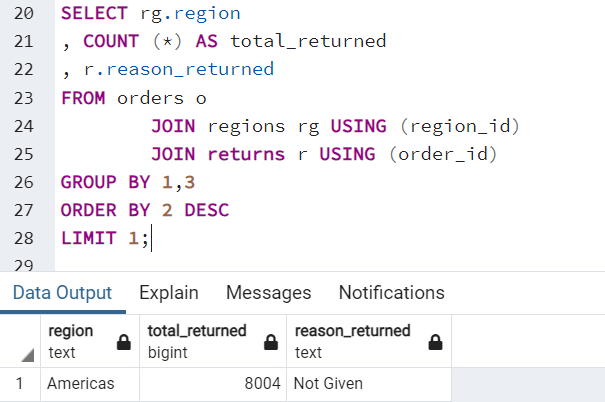 20 SELECT rg.region
21 , COUNT (*) AS total_returned
22 , r.reason_returned
23 FROM orders o
24 JOIN regions rg USING (region_id)
25 JOIN returns r USING (order_id)
26 GROUP BY 1,3
27 ORDER BY 2 DESC
28 LIMIT 1;
29
Data Output Explain Messages Notifications
region total_returned reason_returned
text bigint text
1 Americas 8004 Not Given